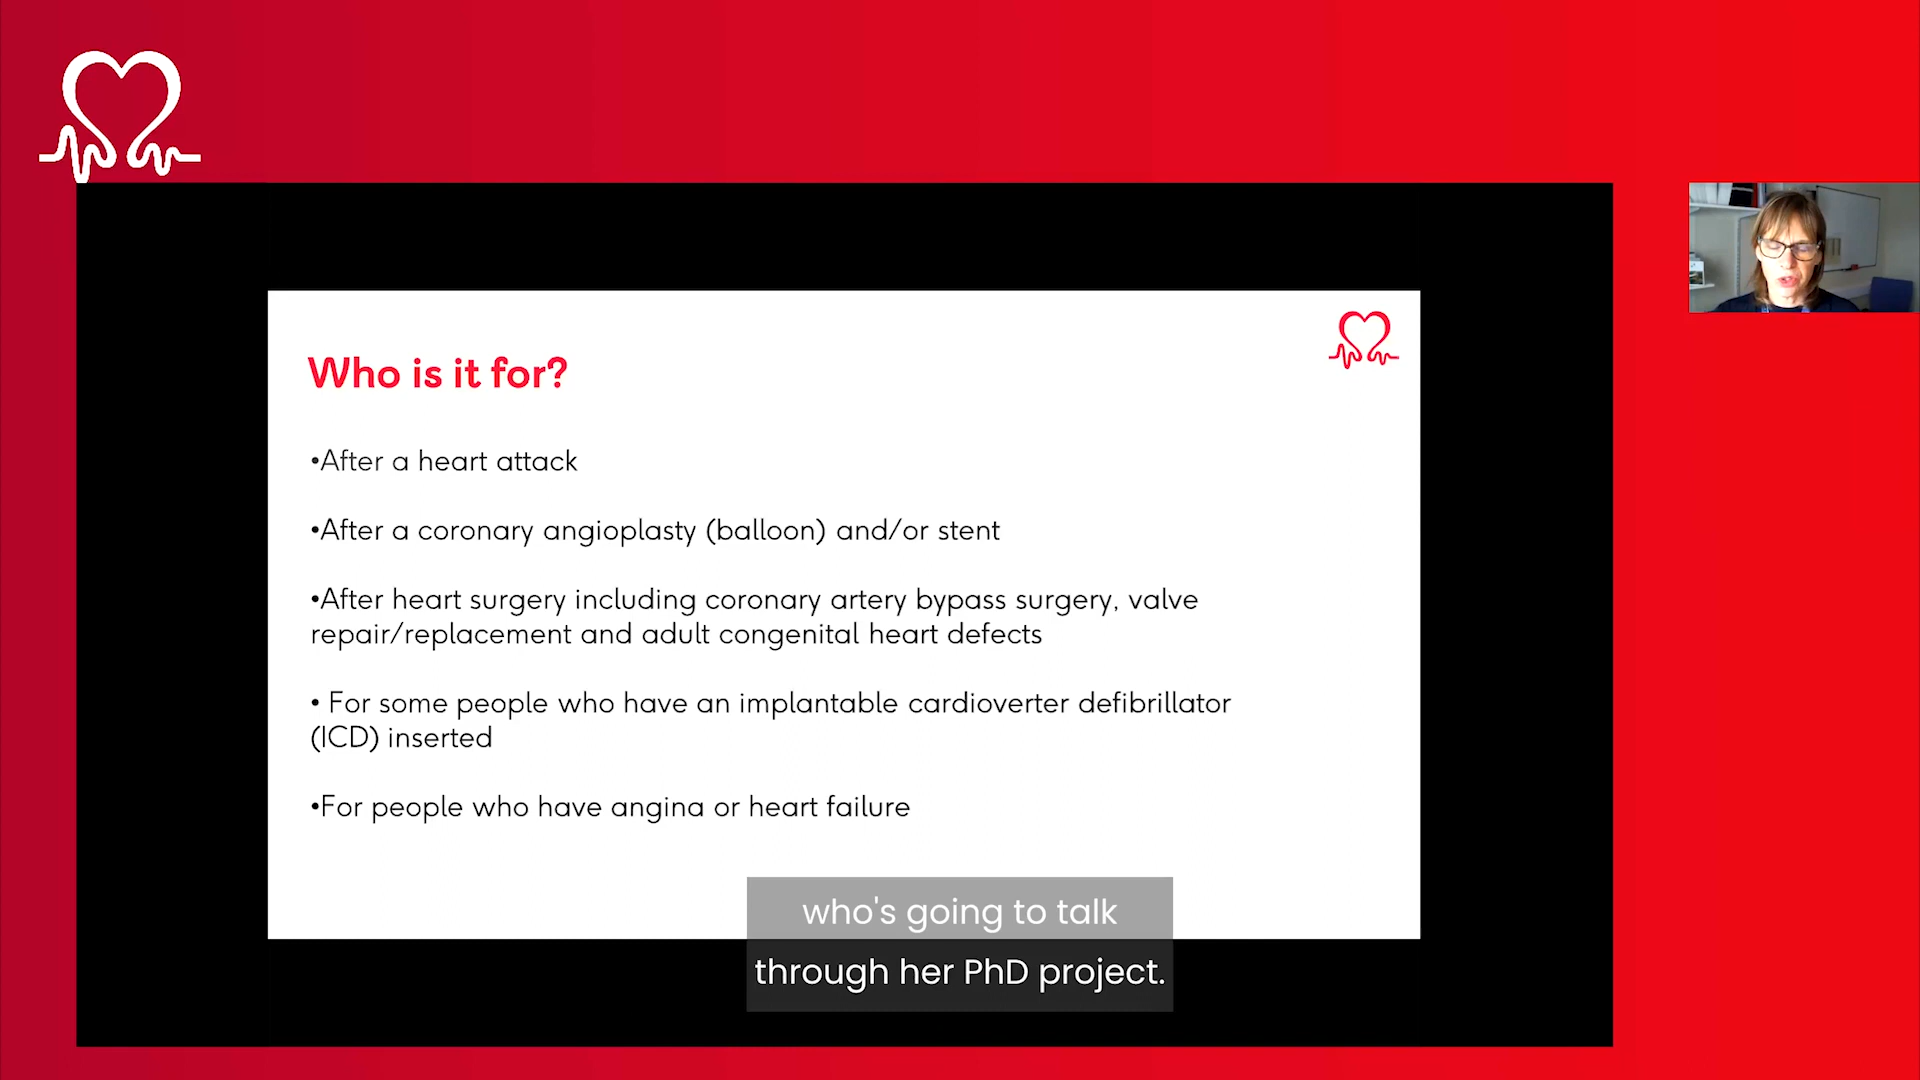 Who is it for?
•After a heart attack
•After a coronary angioplasty (balloon) and/or stent
•After heart surgery including coronary artery bypass surgery, valve
repair/replacement and adult congenital heart defects
• For some people who have an implantable cardioverter defibrillator
(ICD) inserted
•For people who have angina or heart failure
who's going to talk
through her PhD project.